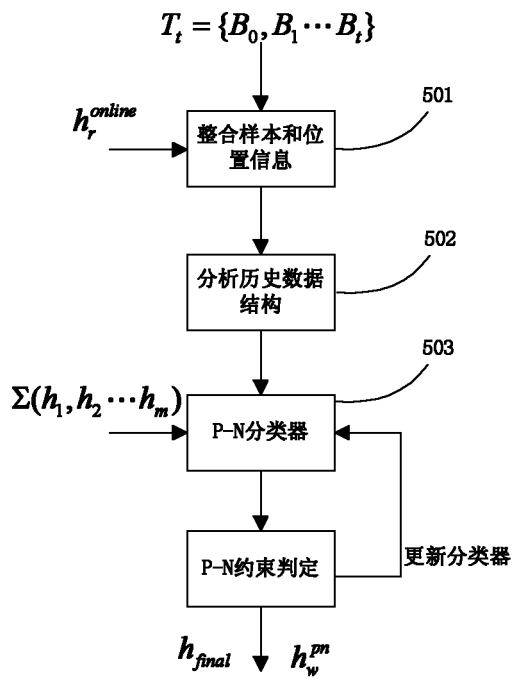 T_t = {B_0, B_1 ⋯ B_t}
501
h_r^{online}
整合样本和位
置信息
502
分析历史数据
结构
503
Σ(h_1, h_2 ⋯ h_m)
P-N分类器
更新分类器
P-N约束判定
h_{final} h_w^{pn}